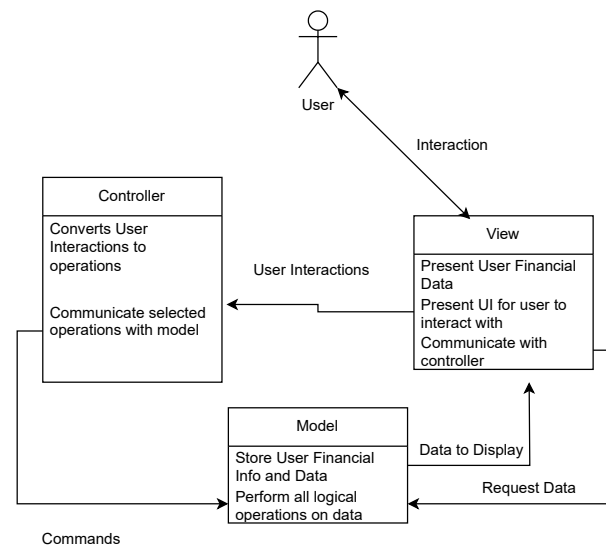 User
Interaction
Controller
Converts User
Interactions to
operations
Communicate selected
operations with model
User Interactions
View
Present User Financial
Data
Present UI for user to
interact with
Communicate with
controller
Model
Store User Financial
Info and Data
Perform all logical
operations on data
Data to Display
Request Data
Commands